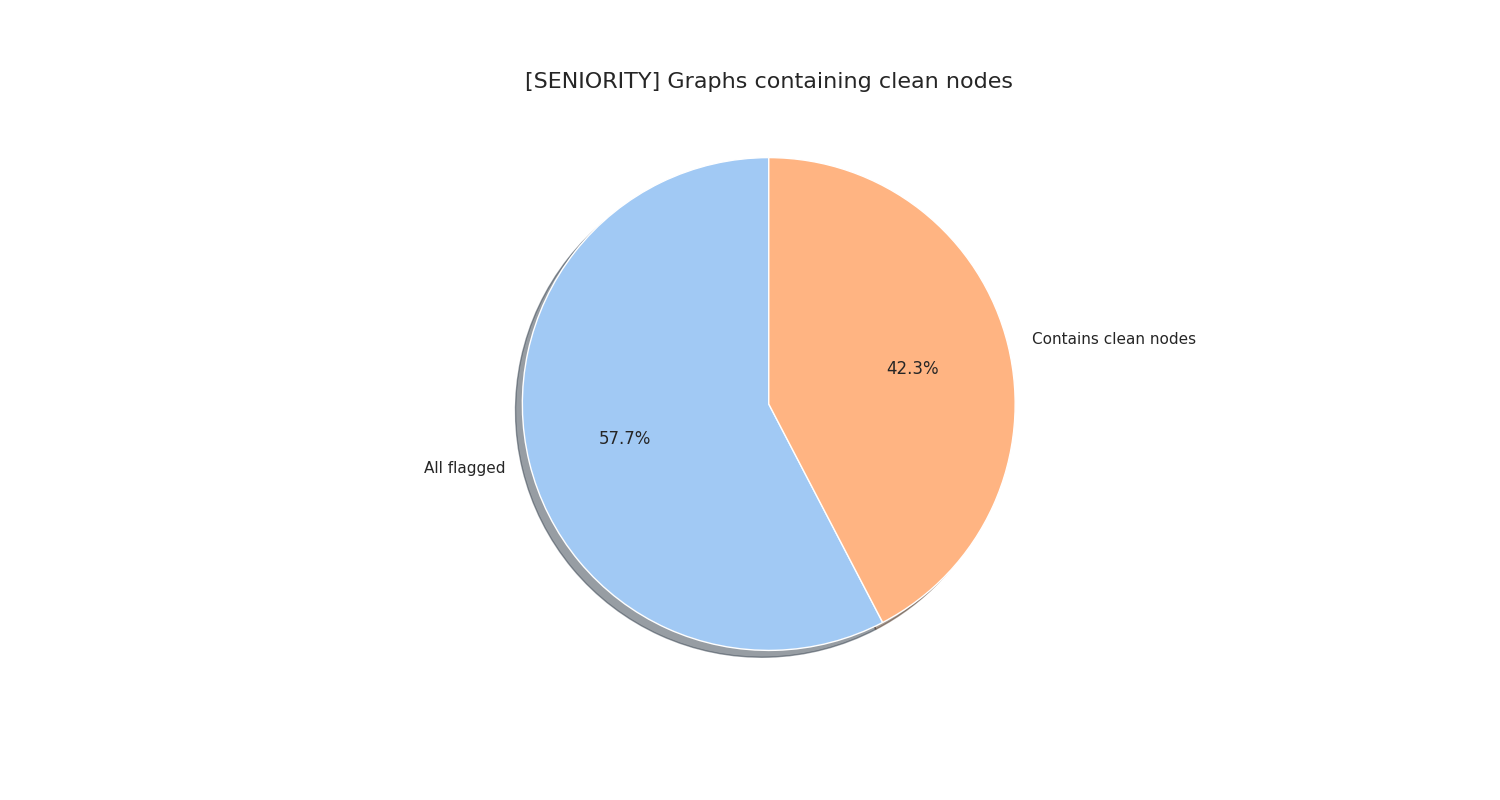 [SENIORITY] Graphs containing clean nodes
Contains clean nodes
42.3%
57.7%
All flagged